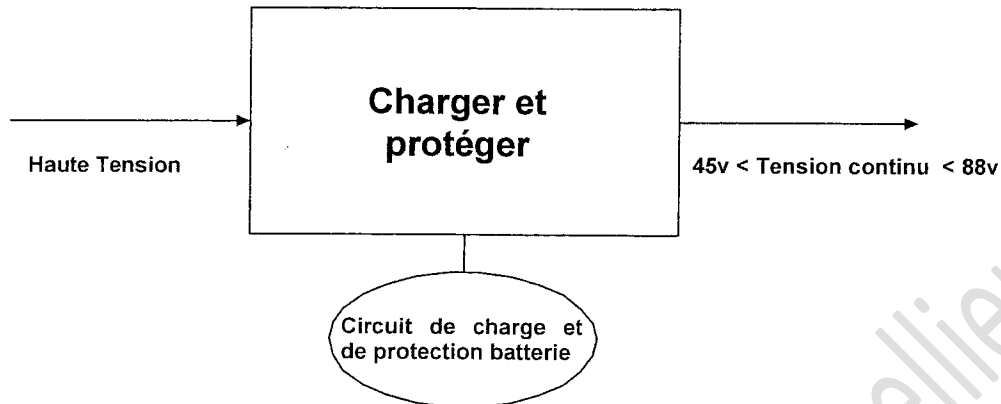 Charger et
protéger
Haute Tension
45v < Tension continu < 88v
Circuit de charge et
de protection batterie